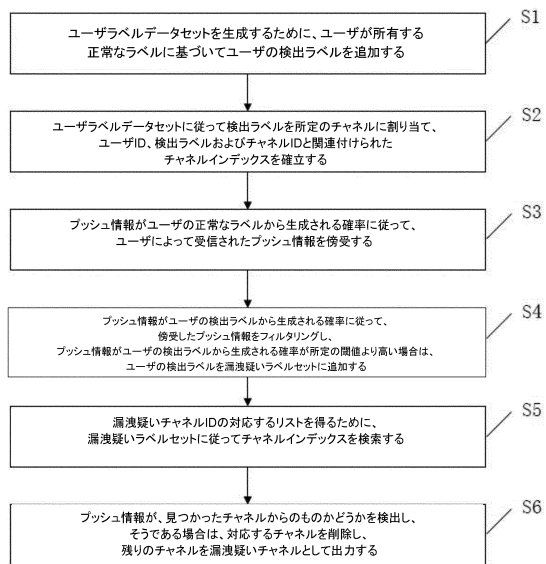 S1
ユーザラベルデータセットを生成するために、ユーザが所有する
正常なラベルに基づいてユーザの検出ラベルを追加する
S2
ユーザラベルデータセットに従って検出ラベルを所定のチャネルに割り当て、
ユーザID、検出ラベルおよびチャネルIDと関連付けられた
チャネルインデックスを確立する
S3
プッシュ情報がユーザの正常なラベルから生成される確率に従って、
ユーザによって受信されたプッシュ情報を傍受する
S4
プッシュ情報がユーザの検出ラベルから生成される確率に従って、
傍受したプッシュ情報をフィルタリングし、
プッシュ情報がユーザの検出ラベルから生成される確率が所定の閾値より高い場合は、
ユーザの検出ラベルを漏洩疑いラベルセットに追加する
S5
漏洩疑いチャネルIDの対応するリストを得るために、
漏洩疑いラベルセットに従ってチャネルインデックスを検索する
S6
プッシュ情報が、見つかったチャネルからのものかどうかを検出し、
そうである場合は、対応するチャネルを削除し、
残りのチャネルを漏洩疑いチャネルとして出力する